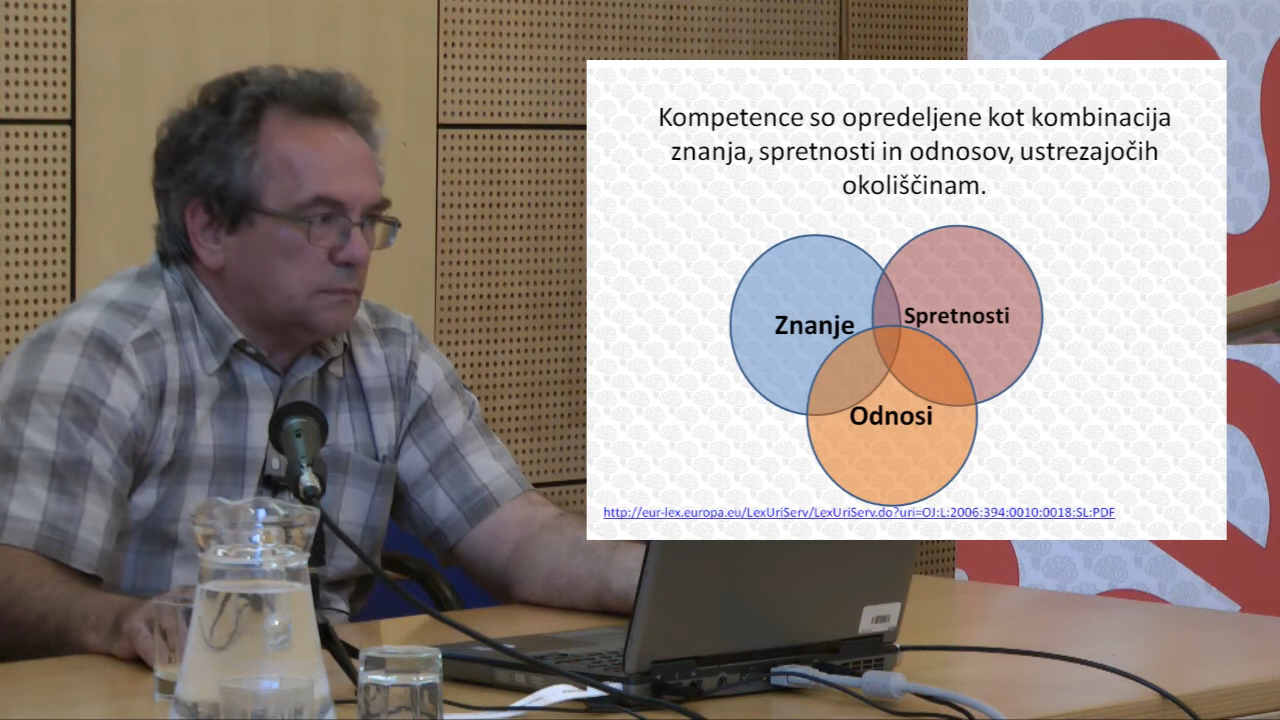 Kompetence so opredeljene kot kombinacija
znanja, spretnosti in odnosov, ustrezajočih
okoliščinam.
Znanje
Spretnosti
Odnosi
http://eur-lex.europa.eu/LexUriServ/LexUriServ.do?uri=OJ:L:2006:394:0010:0018:SL:PDF